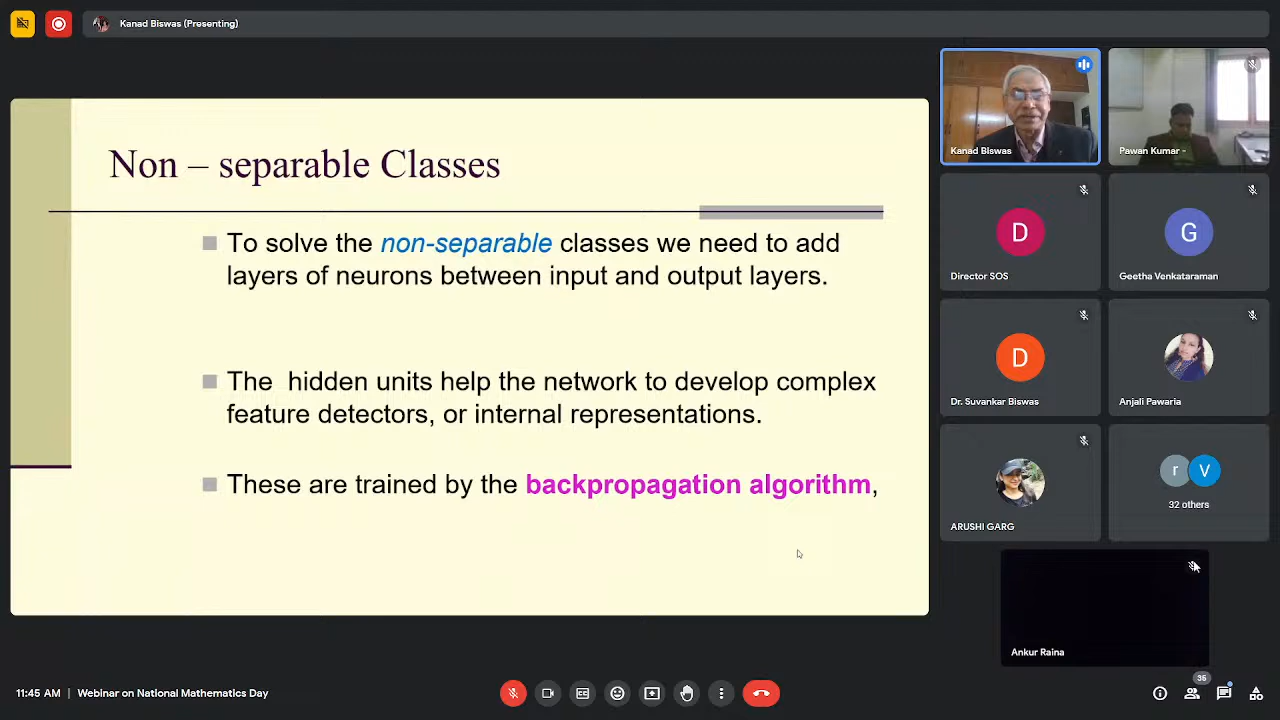 Kanad Biswas (Presenting)
Non – separable Classes
To solve the non-separable classes we need to add
layers of neurons between input and output layers.
The hidden units help the network to develop complex
feature detectors, or internal representations.
These are trained by the backpropagation algorithm,
Kanad Biswas
Pawan Kumar -
D
Director SOS
G
Geetha Venkataraman
D
Dr. Suvankar Biswas
Anjali Pawaria
ARUSHI GARG
r V
32 others
Ankur Raina
11:45 AM | Webinar on National Mathematics Day
CC
35